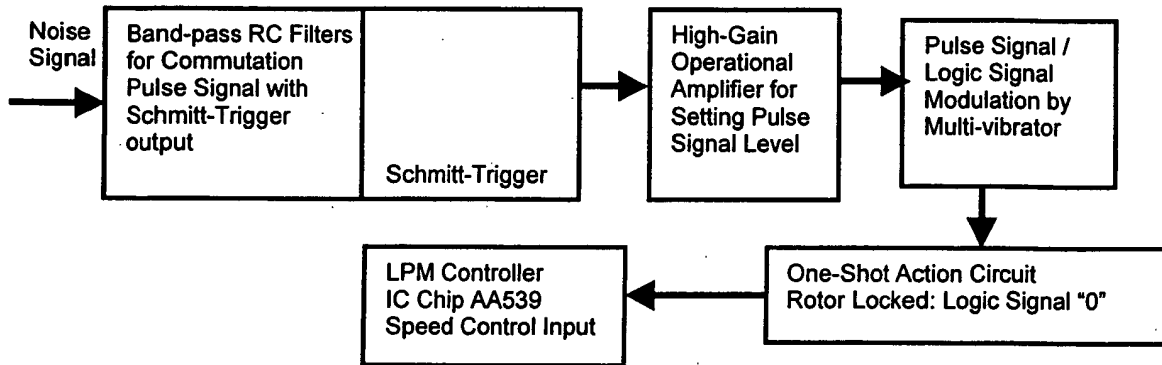 Noise
Signal
Band-pass RC Filters
for Commutation
Pulse Signal with
Schmitt-Trigger
output
Schmitt-Trigger
High-Gain
Operational
Amplifier for
Setting Pulse
Signal Level
Pulse Signal /
Logic Signal
Modulation by
Multi-vibrator
One-Shot Action Circuit
Rotor Locked: Logic Signal “0”
LPM Controller
IC Chip AA539
Speed Control Input